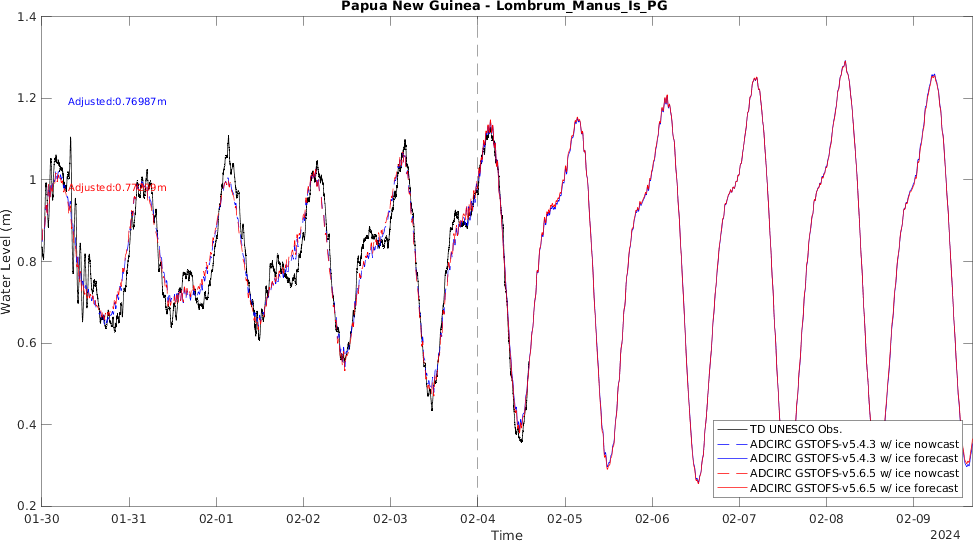 Papua New Guinea - Lombrum_Manus_Is_PG
1.4
1.2
1
0.8
0.6
0.4
0.2
Water Level (m)
Adjusted:0.76987m
TD UNESCO Obs.
ADCIRC GSTOFS-v5.4.3 w/ ice nowcast
ADCIRC GSTOFS-v5.4.3 w/ ice forecast
ADCIRC GSTOFS-v5.6.5 w/ ice nowcast
ADCIRC GSTOFS-v5.6.5 w/ ice forecast
01-30 01-31 02-01 02-02 02-03 02-04 02-05 02-06 02-07 02-08 02-09
Time
2024